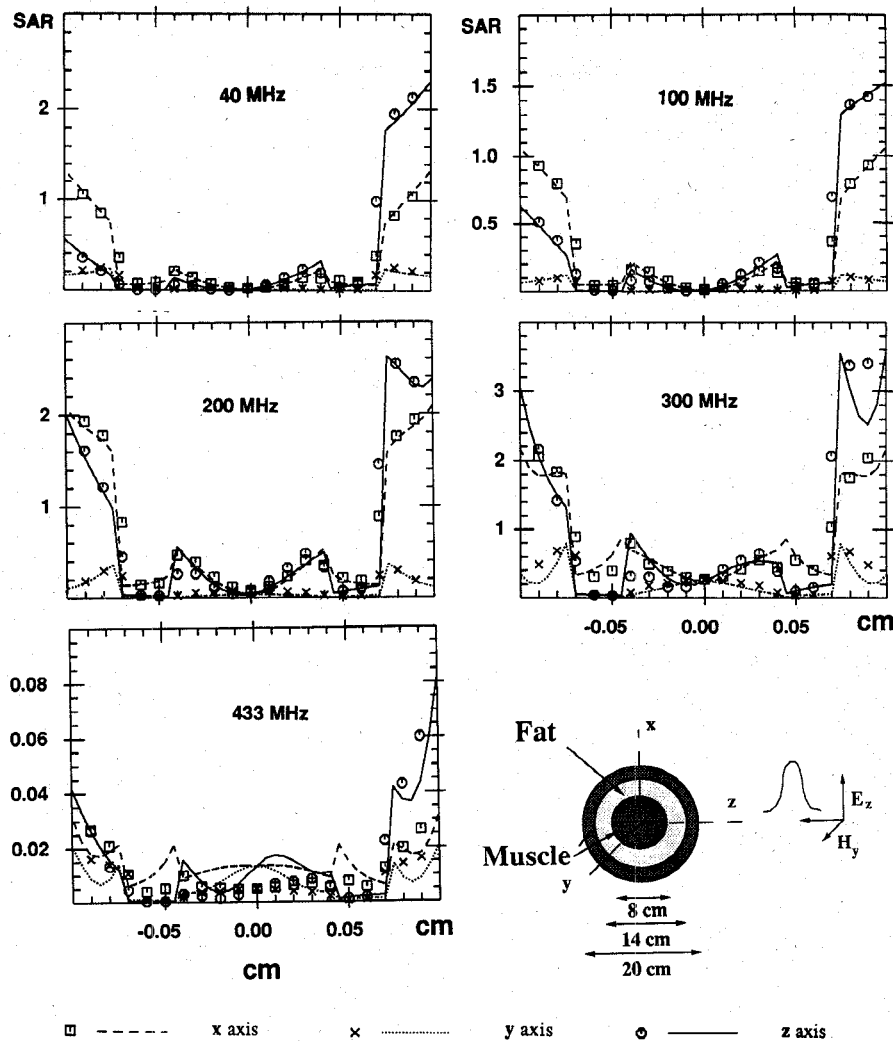 SAR
40 MHz
2
1
SAR
100 MHz
1.5
1.0
0.5
200 MHz
2
1
300 MHz
3
2
1
-0.05
0.00
0.05
cm
433 MHz
0.08
0.06
0.04
0.02
-0.05
0.00
0.05
cm
cm
Fat
Muscle
x
z
y
E_z
H_y
8 cm
14 cm
20 cm
x axis
y axis
z axis